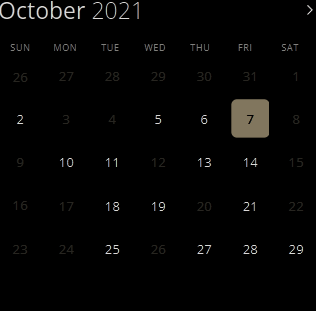 October 2021
SUN MON TUE WED THU FRI SAT
26 27 28 29 30 31 1
2 3 4 5 6 7 8
9 10 11 12 13 14 15
16 17 18 19 20 21 22
23 24 25 26 27 28 29